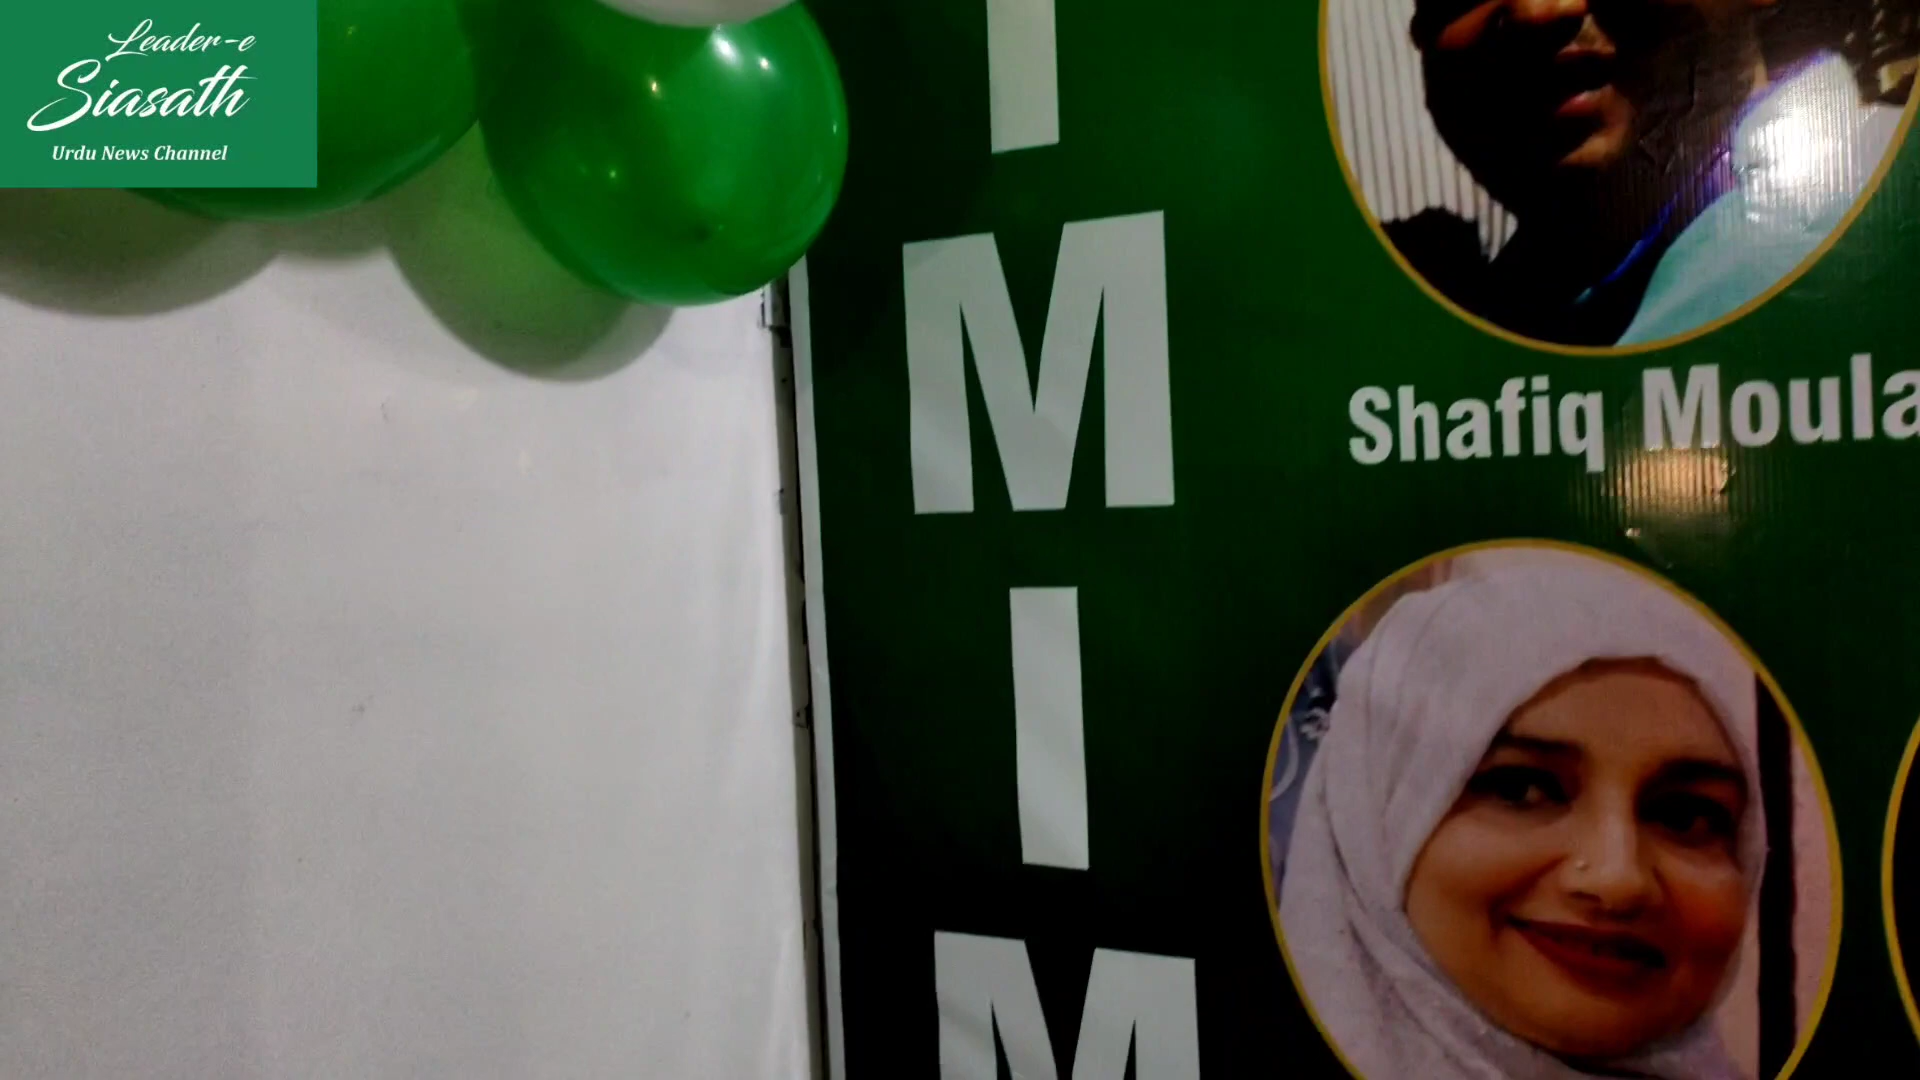 Leader-e
Siasath
Urdu News Channel
I
M
I
M
Shafiq Moula